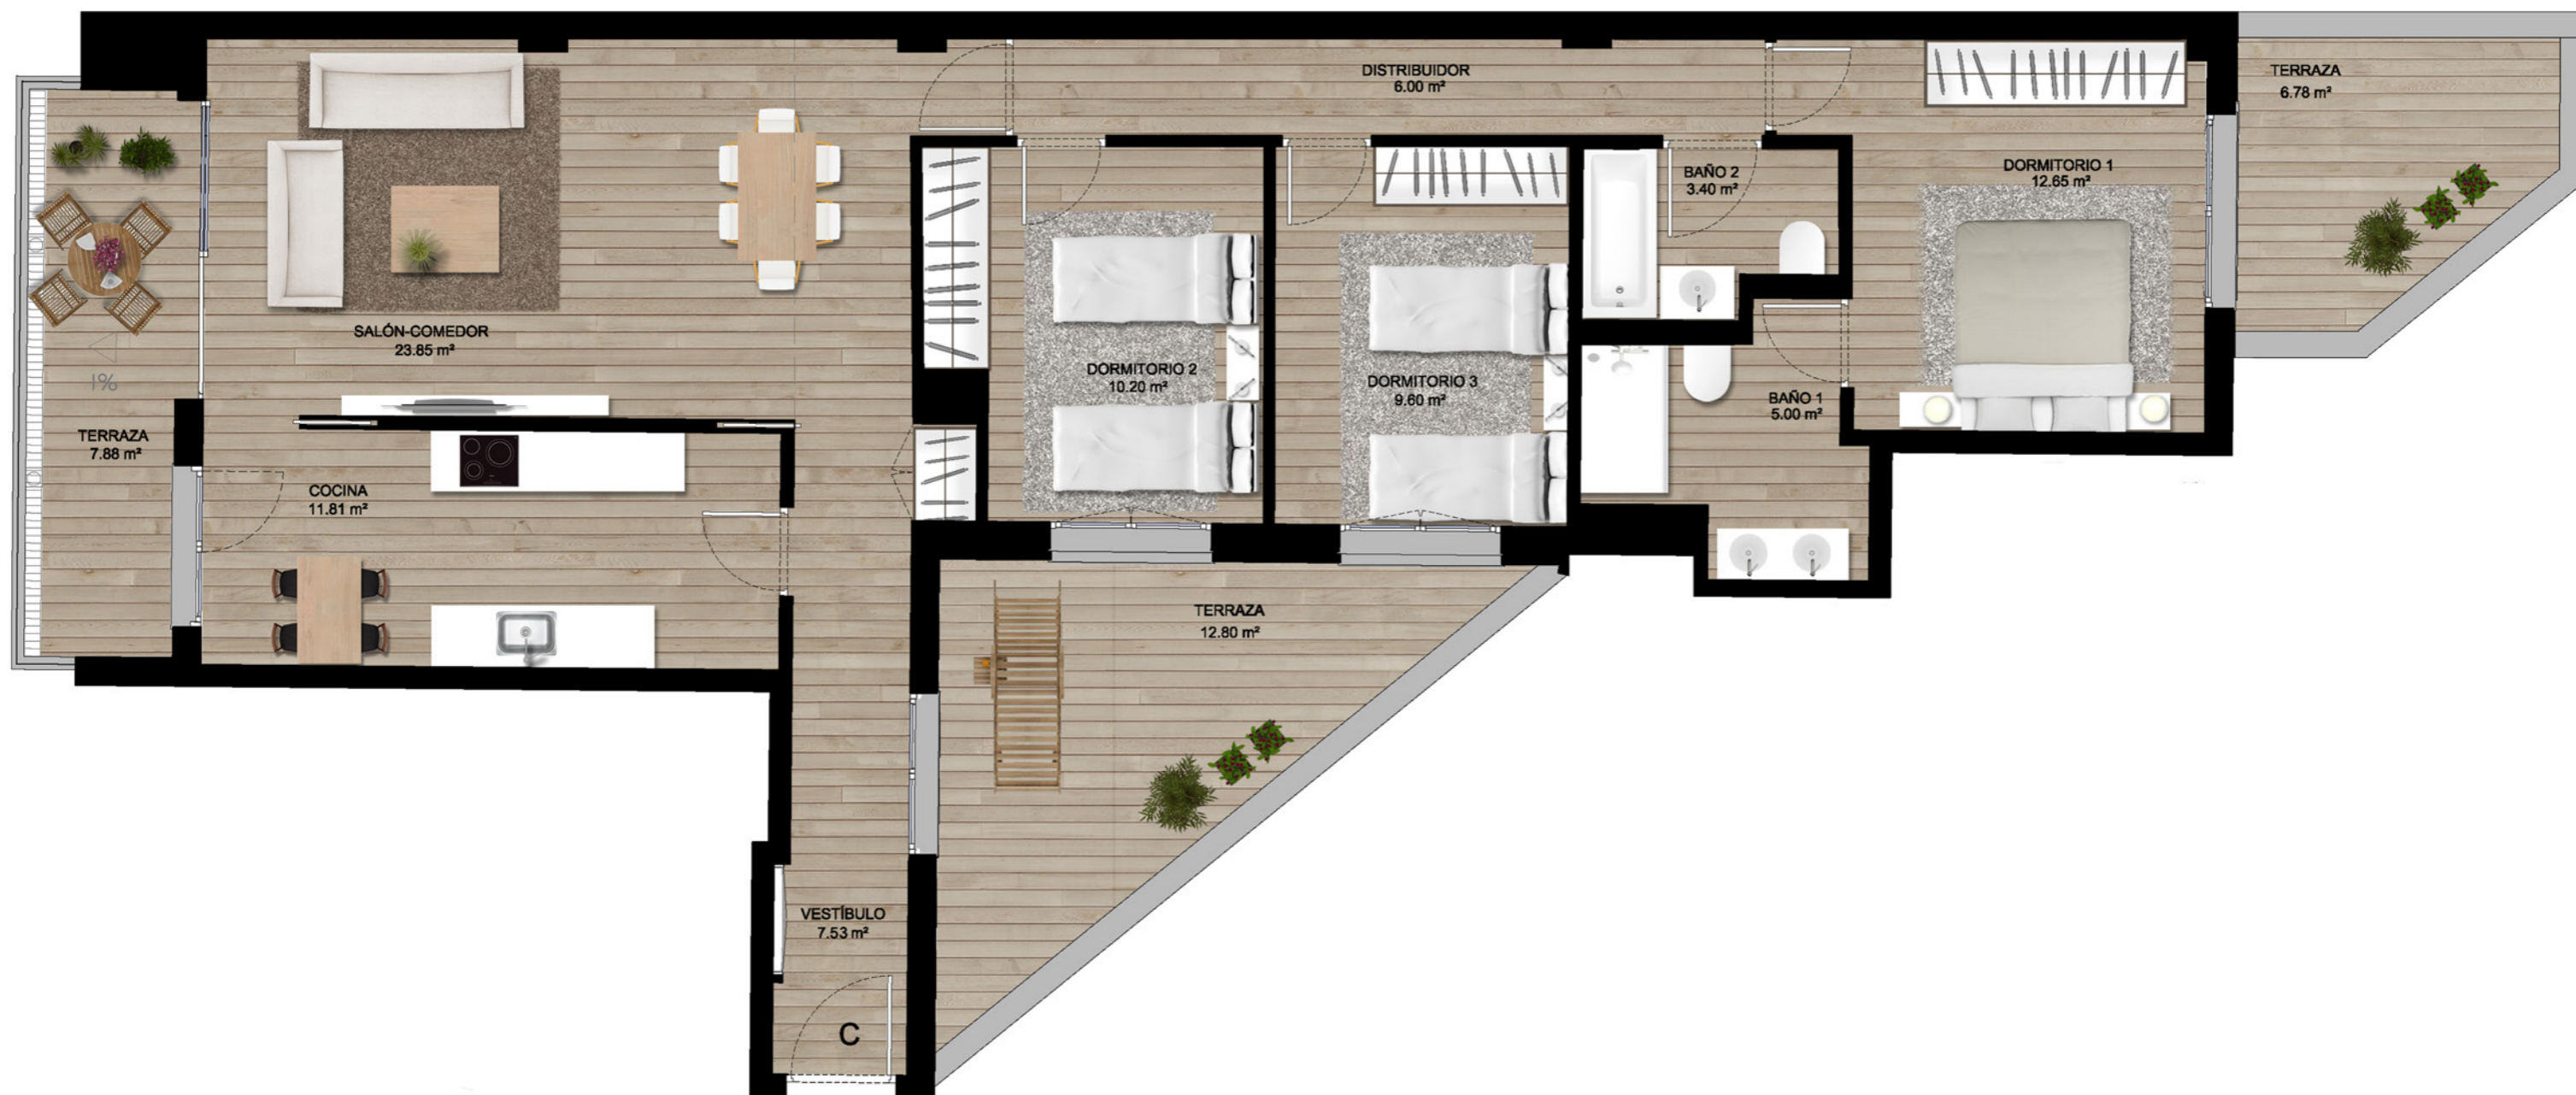 DISTRIBUIDOR
6.00 m²
TERRAZA
6.78 m²
BAÑO 2
3.40 m²
DORMITORIO 1
12.65 m²
SALÓN-COMEDOR
23.85 m²
DORMITORIO 2
10.20 m²
DORMITORIO 3
9.60 m²
1%
BAÑO 1
5.00 m²
TERRAZA
7.88 m²
COCINA
11.81 m²
TERRAZA
12.80 m²
VESTÍBULO
7.53 m²
C